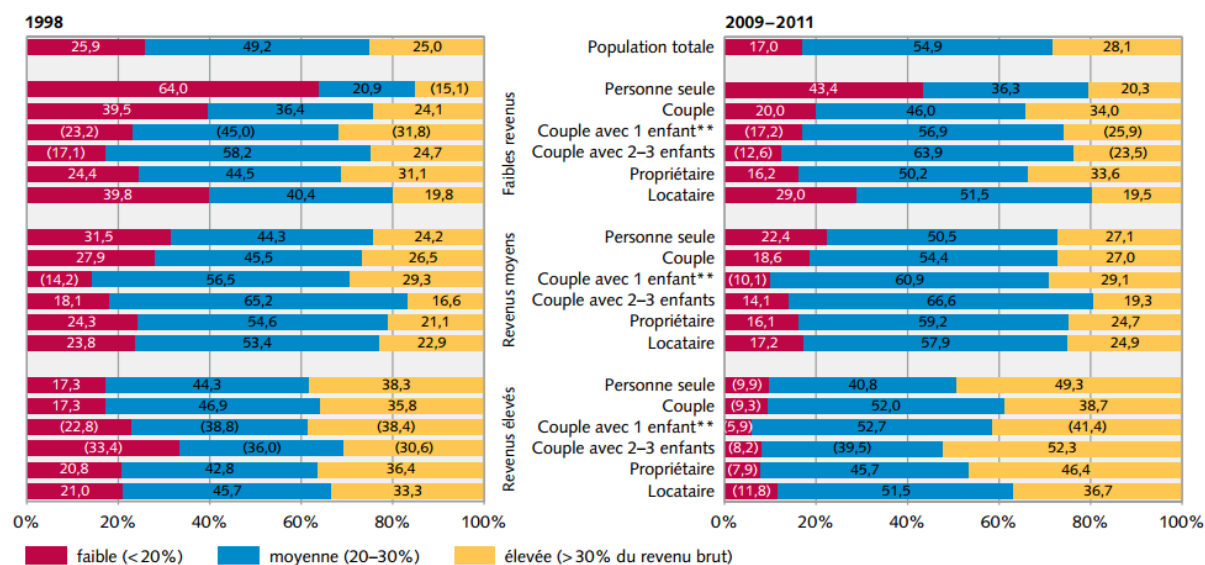 1998 2009–2011
25,9 49,2 25,0 Population totale 17,0 54,9 28,1
Faibles revenus
64,0 20,9 (15,1) Personne seule 43,4 36,3 20,3
39,5 36,4 24,1 Couple 20,0 46,0 34,0
(23,2) (45,0) (31,8) Couple avec 1 enfant** (17,2) 56,9 (25,9)
(17,1) 58,2 24,7 Couple avec 2–3 enfants (12,6) 63,9 (23,5)
24,4 44,5 31,1 Propriétaire 16,2 50,2 33,6
39,8 40,4 19,8 Locataire 29,0 51,5 19,5
Revenus moyens
31,5 44,3 24,2 Personne seule 22,4 50,5 27,1
27,9 45,5 26,5 Couple 18,6 54,4 27,0
(14,2) 56,5 29,3 Couple avec 1 enfant** (10,1) 60,9 29,1
18,1 65,2 16,6 Couple avec 2–3 enfants 14,1 66,6 19,3
24,3 54,6 21,1 Propriétaire 16,1 59,2 24,7
23,8 53,4 22,9 Locataire 17,2 57,9 24,9
Revenus élevés
17,3 44,3 38,3 Personne seule (9,9) 40,8 49,3
17,3 46,9 35,8 Couple (9,3) 52,0 38,7
(22,8) (38,8) (38,4) Couple avec 1 enfant** (5,9) 52,7 (41,4)
(33,4) (36,0) (30,6) Couple avec 2–3 enfants (8,2) (39,5) 52,3
20,8 42,8 36,4 Propriétaire (7,9) 45,7 46,4
21,0 45,7 33,3 Locataire (11,8) 51,5 36,7
0% 20% 40% 60% 80% 100% 0% 20% 40% 60% 80% 100%
faible (<20%) moyenne (20–30%) élevée (>30% du revenu brut)